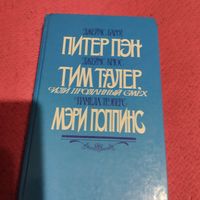 ДЖЕЙМС БАРРИ
ПИТЕР ПЭН
ДЖЕЙМС КРЮС
ТИМ ТАЛЕР,
ИЛИ ПРОДАННЫЙ СМЕХ
ПАМЕЛА ТРЭВЕРС
МЭРИ ПОППИНС